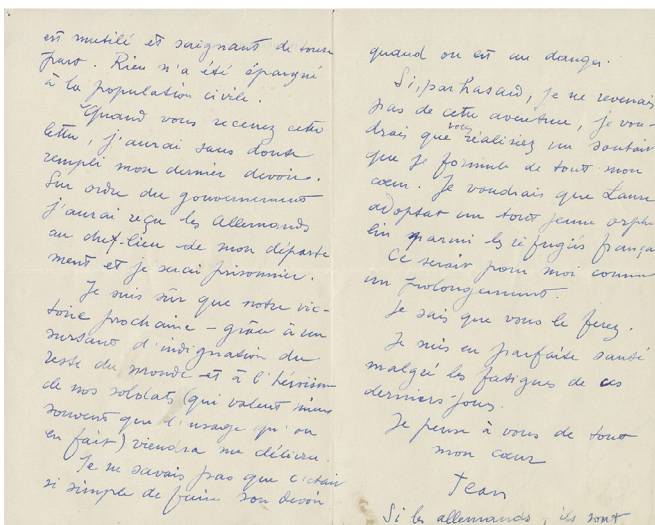 est mutilé et saignant de toute
part. Rien n'a été épargné
à la population civile.
Quand vous recevrez cette
lettre, j'aurai sans doute
rempli mon dernier devoir.
Sur ordre du gouvernement
j'aurai reçu les Allemands
au chef-lieu de mon départe
ment et je serai prisonnier.
Je suis sûr que notre vic-
toire prochaine – grâce à un
sursaut d'indignation du
reste du monde et à l'héroïsme
de nos soldats (qui valent mieux
souvent que l'usage qu'on
en fait) viendra me délivrer.
Je ne savais pas que c'était
si simple de faire son devoir
quand on est au danger.
Si, par hasard, je ne revenais
pas de cette aventure, je vou-
drais que vous réalisiez un souhait
que je formule de tout mon
cœur. Je voudrais que Laure
adoptat un tout jeune orphe
lin parmi les réfugiés frança
Ce serait pour moi comme
un prolongement.
Je sais que vous le ferez.
Je suis en parfaite santé
malgré les fatigues de ces
derniers jours.
Je pense à vous de tout
mon cœur
Jean
Si les allemands, ils sont